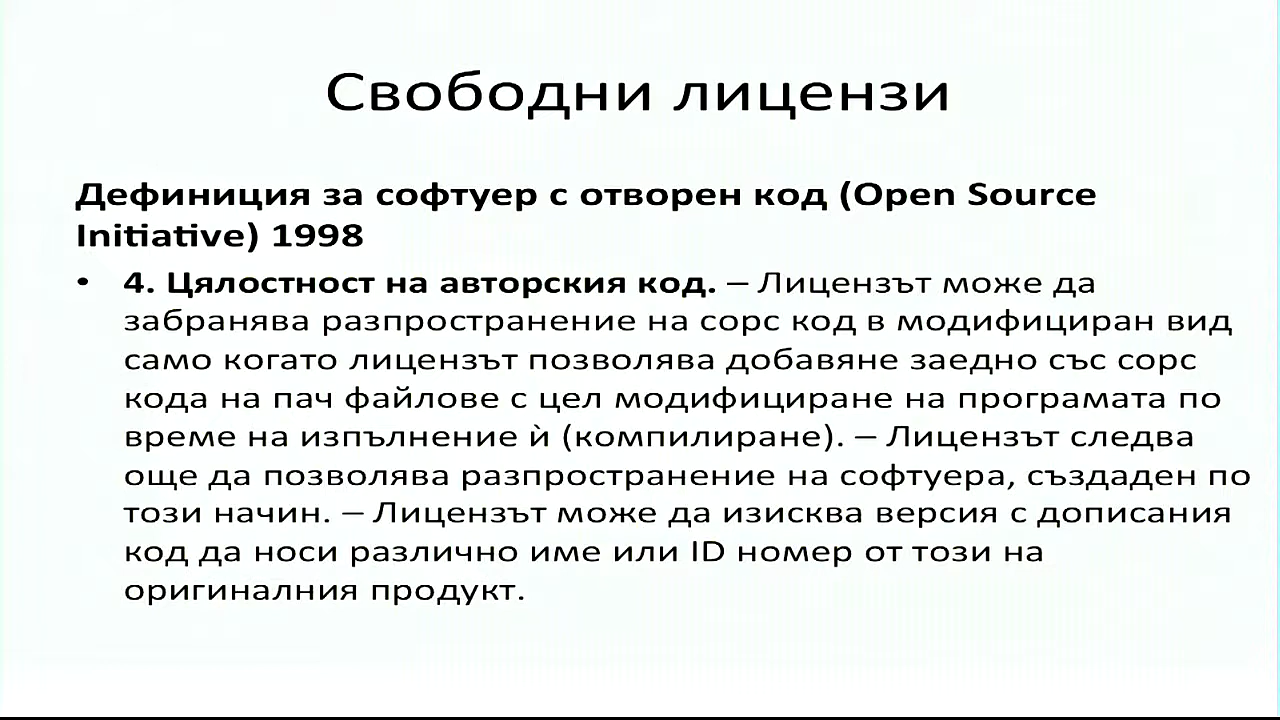 Свободни лицензи
Дефиниция за софтуер с отворен код (Open Source
Initiative) 1998
• 4. Цялостност на авторския код. – Лицензът може да
забранява разпространение на сорс код в модифициран вид
само когато лицензът позволява добавяне заедно със сорс
кода на пач файлове с цел модифициране на програмата по
време на изпълнение ѝ (компилиране). – Лицензът следва
още да позволява разпространение на софтуера, създаден по
този начин. – Лицензът може да изисква версия с дописания
код да носи различно име или ID номер от този на
оригиналния продукт.